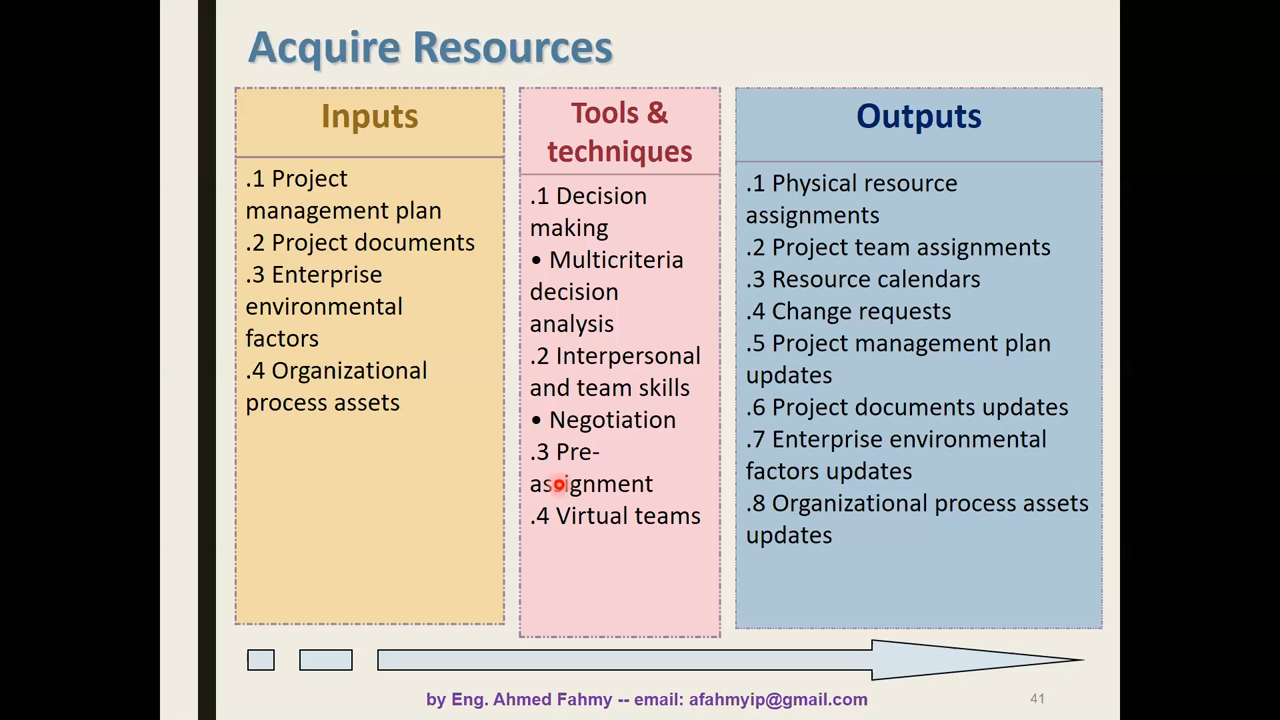 Acquire Resources
Inputs
.1 Project
management plan
.2 Project documents
.3 Enterprise
environmental
factors
.4 Organizational
process assets
Tools &
techniques
.1 Decision
making
• Multicriteria
decision
analysis
.2 Interpersonal
and team skills
• Negotiation
.3 Pre-
assignment
.4 Virtual teams
Outputs
.1 Physical resource
assignments
.2 Project team assignments
.3 Resource calendars
.4 Change requests
.5 Project management plan
updates
.6 Project documents updates
.7 Enterprise environmental
factors updates
.8 Organizational process assets
updates
by Eng. Ahmed Fahmy -- email: afahmyip@gmail.com
41